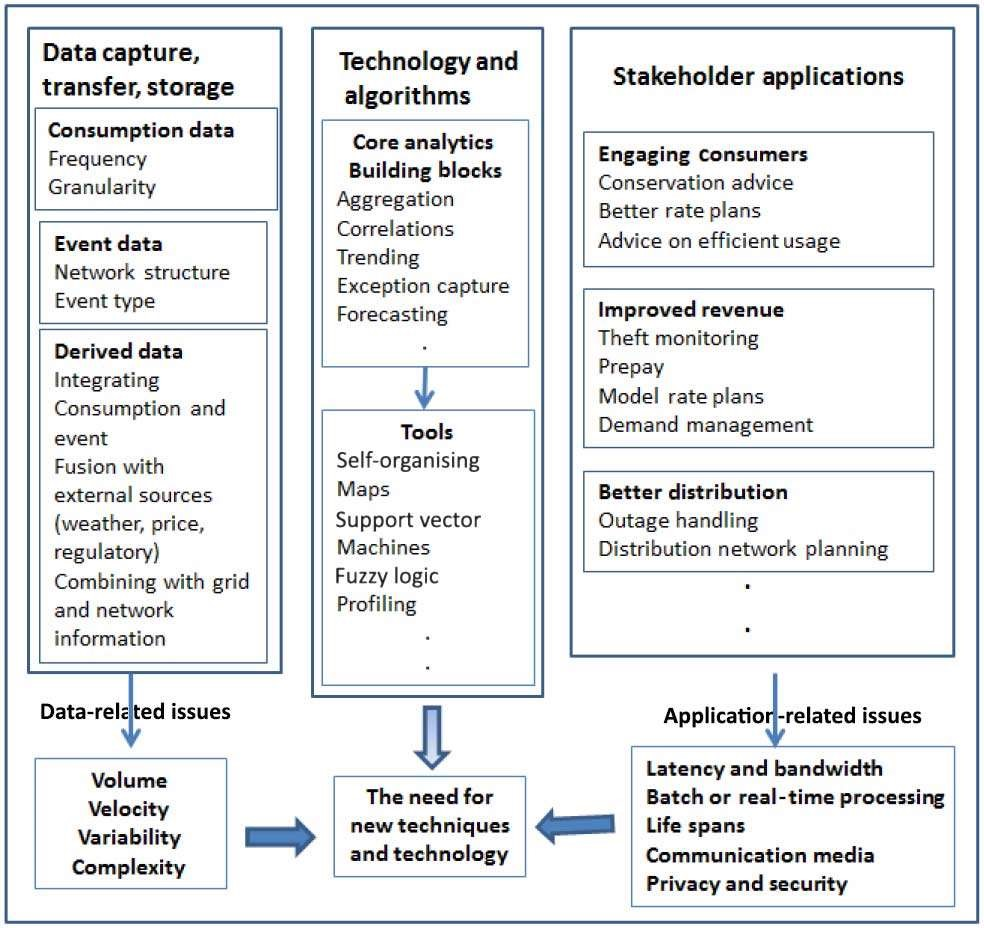 Data capture,
transfer, storage
Consumption data
Frequency
Granularity
Event data
Network structure
Event type
Derived data
Integrating
Consumption and
event
Fusion with
external sources
(weather, price,
regulatory)
Combining with grid
and network
information
Technology and
algorithms
Core analytics
Building blocks
Aggregation
Correlations
Trending
Exception capture
Forecasting
.
Tools
Self-organising
Maps
Support vector
Machines
Fuzzy logic
Profiling
.
.
Stakeholder applications
Engaging consumers
Conservation advice
Better rate plans
Advice on efficient usage
Improved revenue
Theft monitoring
Prepay
Model rate plans
Demand management
Better distribution
Outage handling
Distribution network planning
.
.
Data-related issues
Volume
Velocity
Variability
Complexity
The need for
new techniques
and technology
Application-related issues
Latency and bandwidth
Batch or real-time processing
Life spans
Communication media
Privacy and security